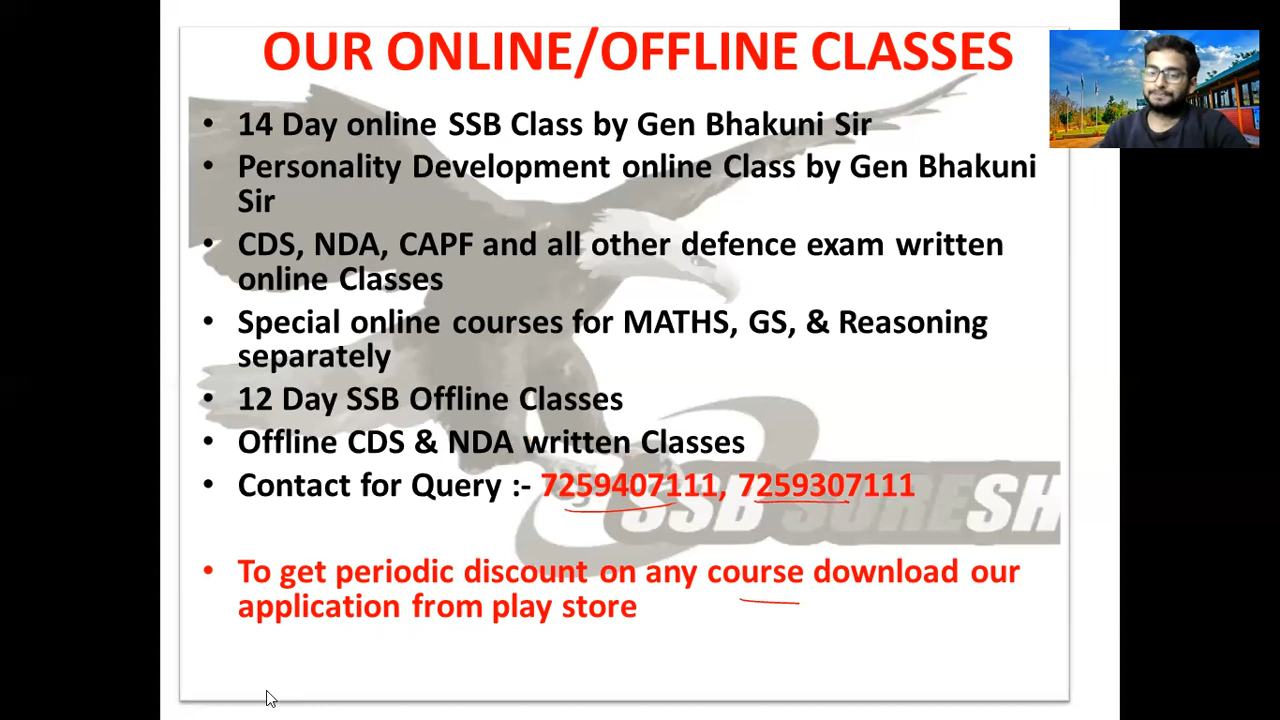 OUR ONLINE/OFFLINE CLASSES
• 14 Day online SSB Class by Gen Bhakuni Sir
• Personality Development online Class by Gen Bhakuni
Sir
• CDS, NDA, CAPF and all other defence exam written
online Classes
• Special online courses for MATHS, GS, & Reasoning
separately
• 12 Day SSB Offline Classes
• Offline CDS & NDA written Classes
• Contact for Query :- 7259407111, 7259307111
SSB SURESH
• To get periodic discount on any course download our
application from play store